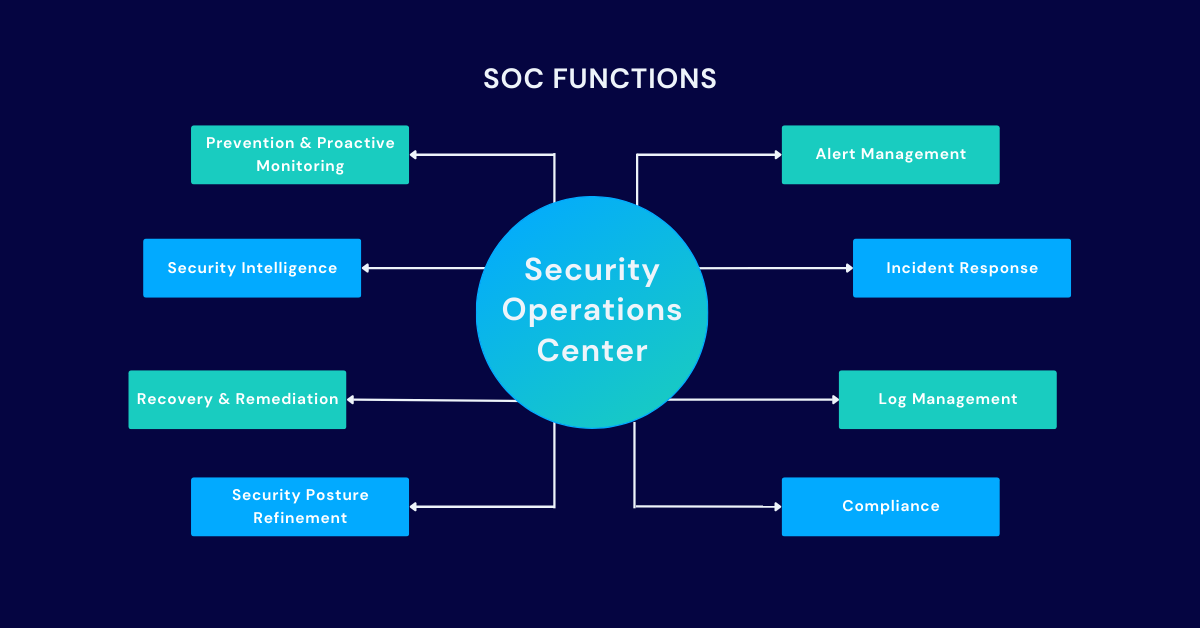 SOC FUNCTIONS
Prevention & Proactive
Monitoring
Alert Management
Security Intelligence
Incident Response
Security
Operations
Center
Recovery & Remediation
Log Management
Security Posture
Refinement
Compliance